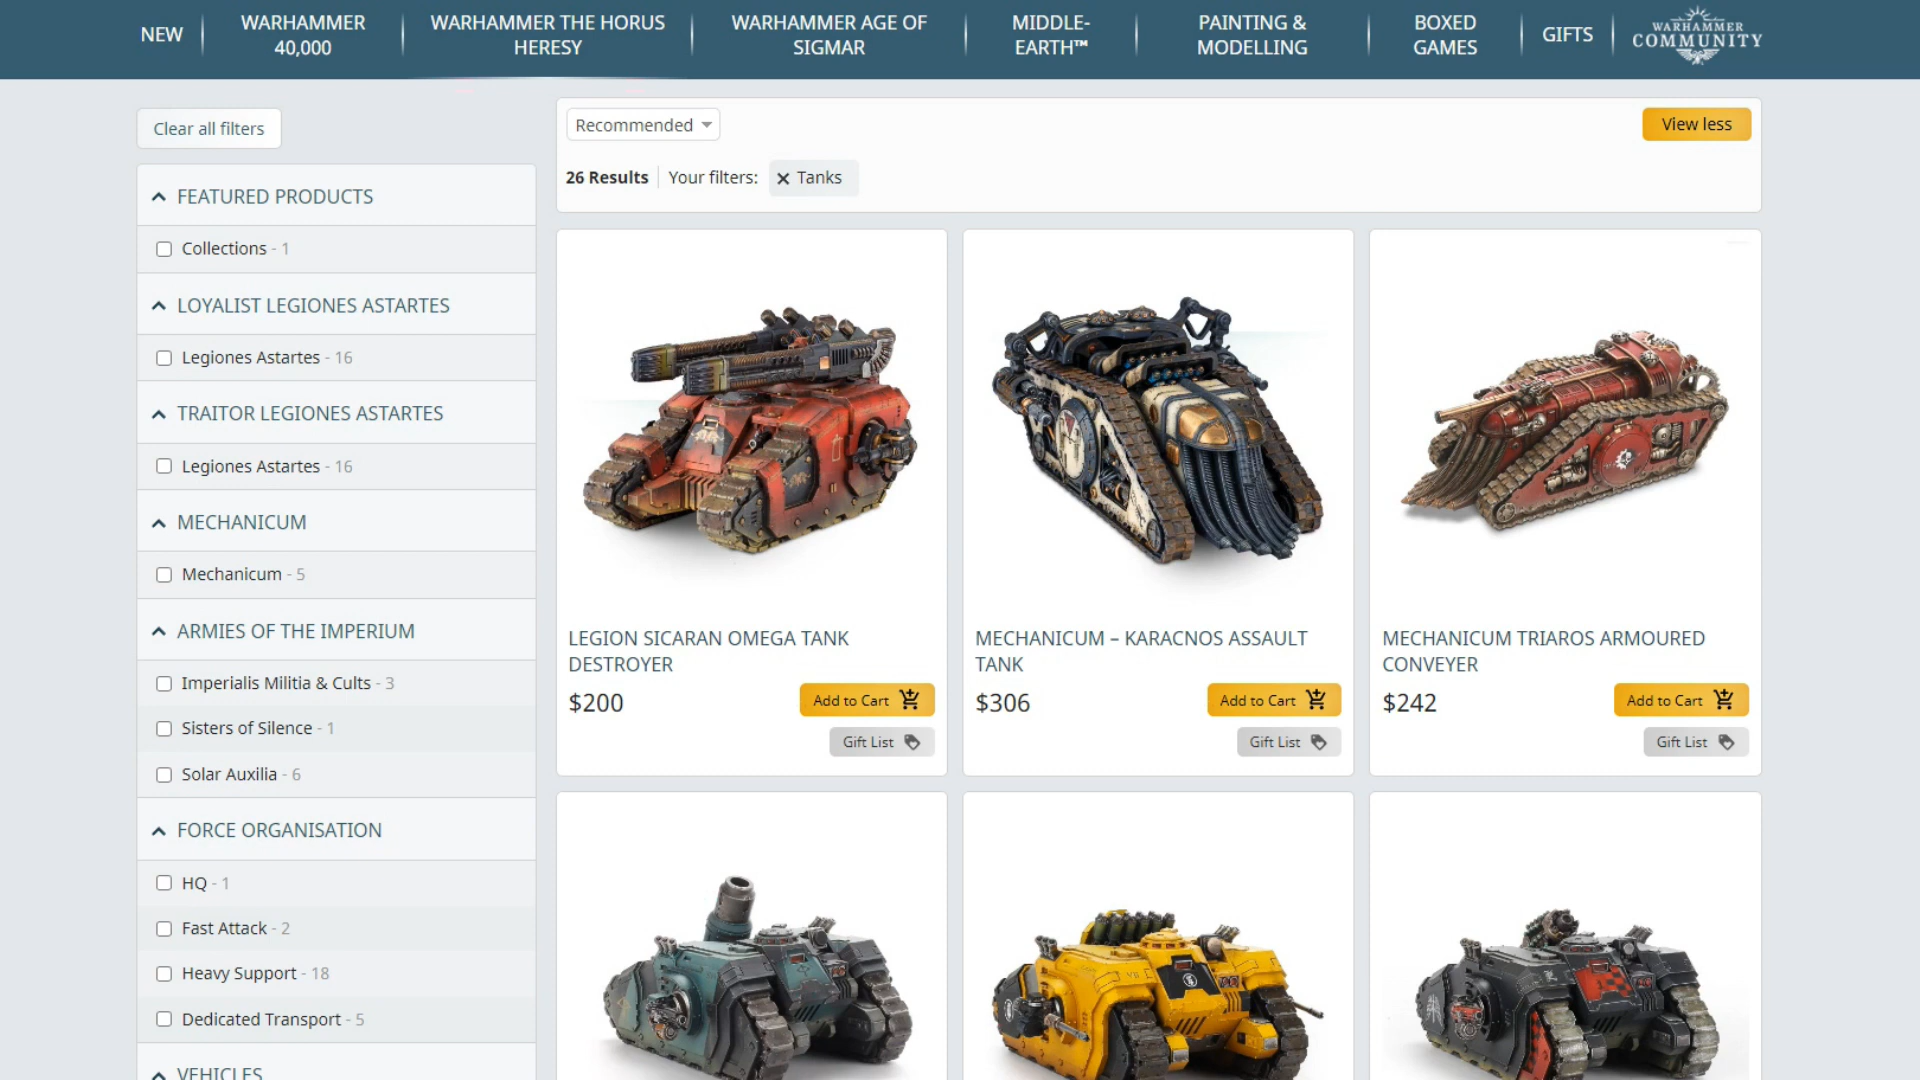 NEW
WARHAMMER
40,000
WARHAMMER THE HORUS
HERESY
WARHAMMER AGE OF
SIGMAR
MIDDLE-
EARTH™
PAINTING &
MODELLING
BOXED
GAMES
GIFTS
WARHAMMER
COMMUNITY
Clear all filters
FEATURED PRODUCTS
Collections - 1
LOYALIST LEGIONES ASTARTES
Legiones Astartes - 16
TRAITOR LEGIONES ASTARTES
Legiones Astartes - 16
MECHANICUM
Mechanicum - 5
ARMIES OF THE IMPERIUM
Imperialis Militia & Cults - 3
Sisters of Silence - 1
Solar Auxilia - 6
FORCE ORGANISATION
HQ - 1
Fast Attack - 2
Heavy Support - 18
Dedicated Transport - 5
VEHICLES
Recommended
View less
26 Results
Your filters:
Tanks
LEGION SICARAN OMEGA TANK
DESTROYER
$200
Add to Cart
Gift List
MECHANICUM – KARACNOS ASSAULT
TANK
$306
Add to Cart
Gift List
MECHANICUM TRIAROS ARMOURED
CONVEYER
$242
Add to Cart
Gift List